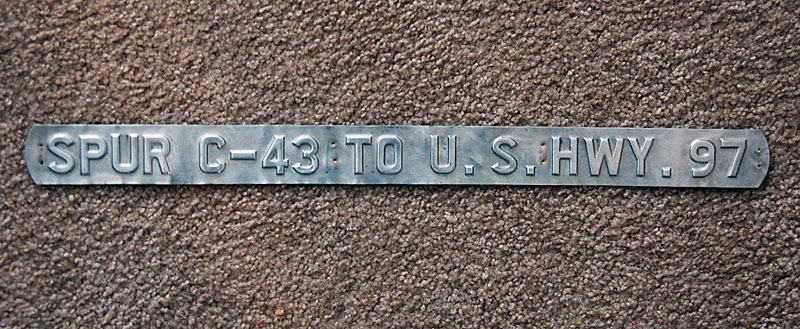 SPUR C-43 TO U.S. HWY. 97